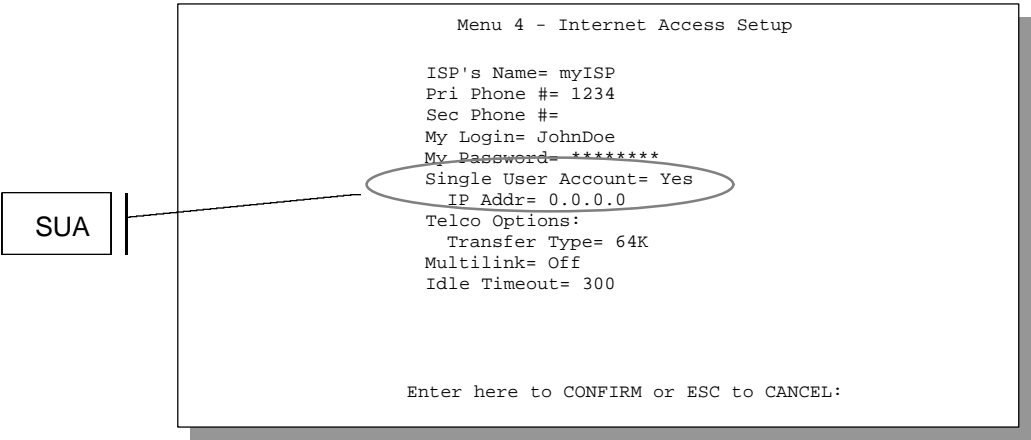 Menu 4 - Internet Access Setup
ISP's Name= myISP
Pri Phone #= 1234
Sec Phone #=
My Login= JohnDoe
My Password= ********
Single User Account= Yes
IP Addr= 0.0.0.0
Telco Options:
Transfer Type= 64K
Multilink= Off
Idle Timeout= 300
Enter here to CONFIRM or ESC to CANCEL:
SUA